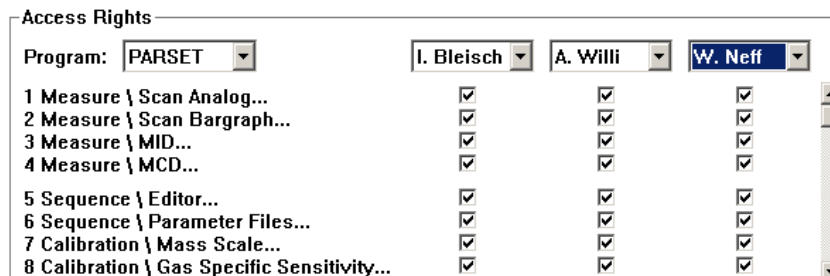 Access Rights
Program: PARSET I. Bleisch A. Willi W. Neff
1 Measure \ Scan Analog...
2 Measure \ Scan Bargraph...
3 Measure \ MID...
4 Measure \ MCD...
5 Sequence \ Editor...
6 Sequence \ Parameter Files...
7 Calibration \ Mass Scale...
8 Calibration \ Gas Specific Sensitivity...